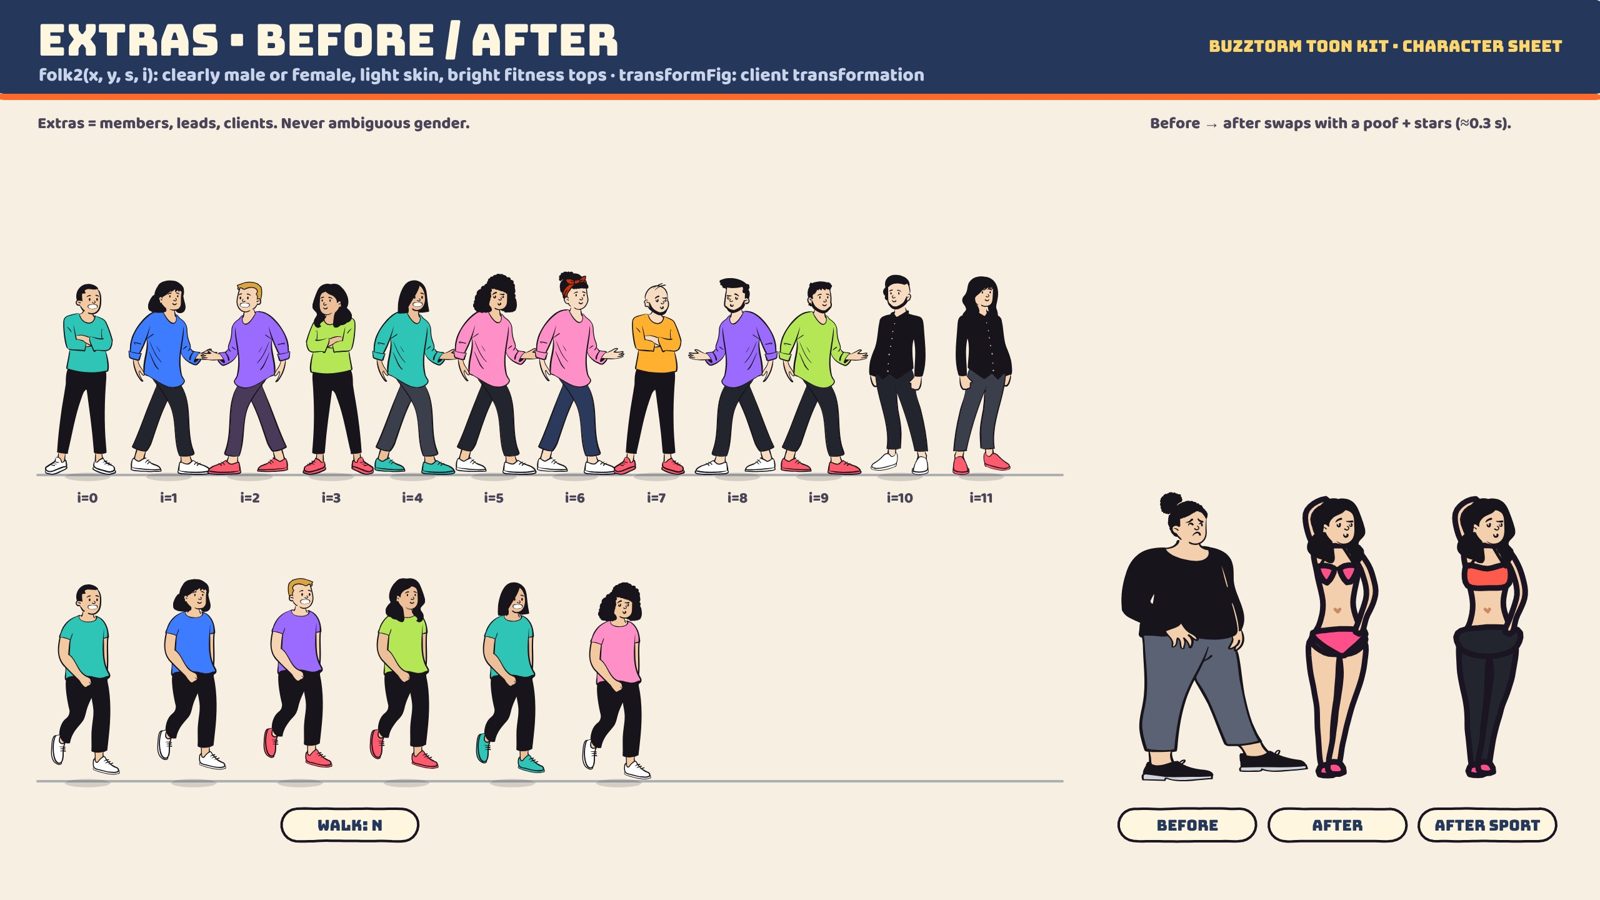 EXTRAS · BEFORE / AFTER
BUZZTORM TOON KIT · CHARACTER SHEET
folk2(x, y, s, i): clearly male or female, light skin, bright fitness tops · transformFig: client transformation
Extras = members, leads, clients. Never ambiguous gender.
Before → after swaps with a poof + stars (≈0.3 s).
i=0 i=1 i=2 i=3 i=4 i=5 i=6 i=7 i=8 i=9 i=10 i=11
WALK: N
BEFORE
AFTER
AFTER SPORT